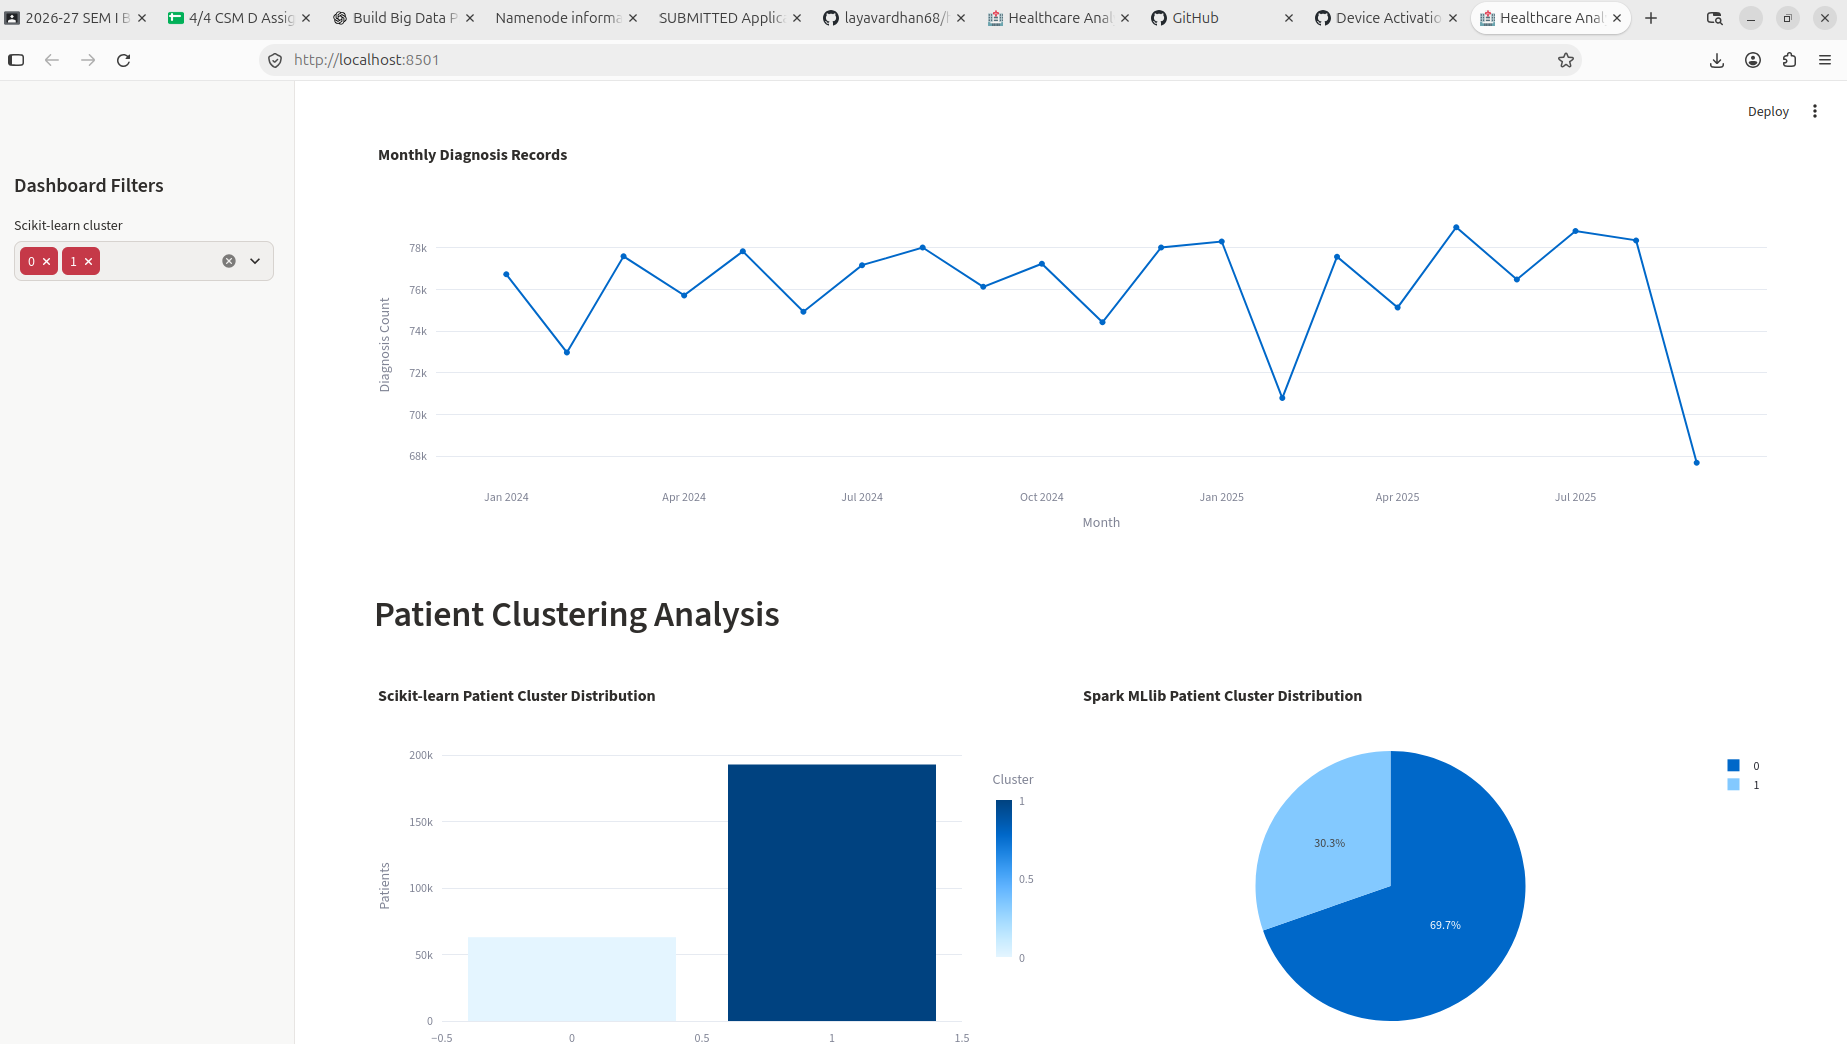 2026-27 SEM I B
4/4 CSM D Assig
Build Big Data P
Namenode informa
SUBMITTED Applic
layavardhan68/
Healthcare Anal
GitHub
Device Activatio
Healthcare Anal
http://localhost:8501
Deploy
Dashboard Filters
Scikit-learn cluster
0
1
Monthly Diagnosis Records
78k
76k
74k
72k
70k
68k
Diagnosis Count
Jan 2024
Apr 2024
Jul 2024
Oct 2024
Jan 2025
Apr 2025
Jul 2025
Month
Patient Clustering Analysis
Scikit-learn Patient Cluster Distribution
200k
150k
100k
50k
0
Patients
−0.5
0
0.5
1
1.5
Cluster
1
0.5
0
Spark MLlib Patient Cluster Distribution
30.3%
69.7%
0
1